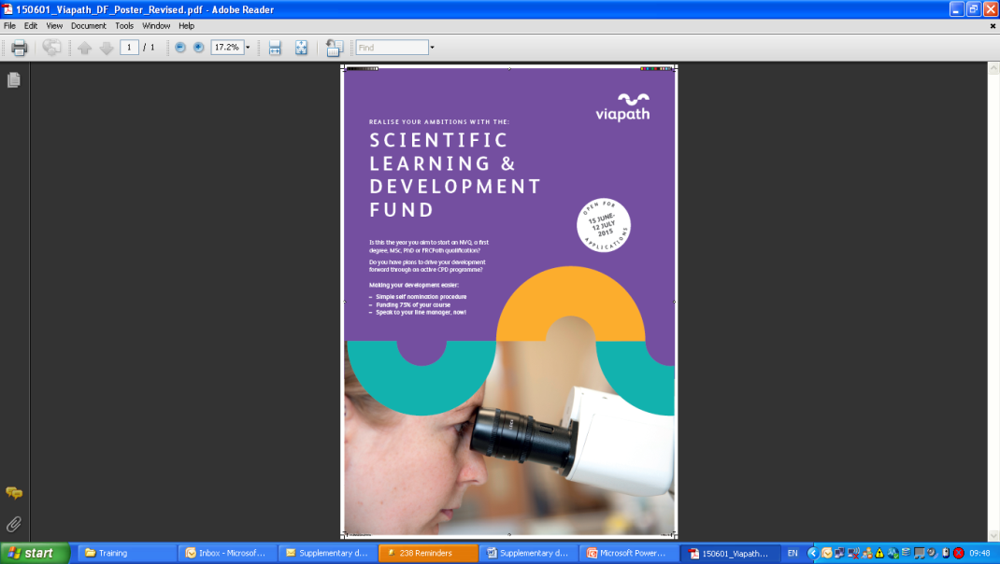 150601_Viapath_DF_Poster_Revised.pdf - Adobe Reader
File Edit View Document Tools Window Help
1 / 1 17.2% Find
viapath
REALISE YOUR AMBITIONS WITH THE:
SCIENTIFIC
LEARNING &
DEVELOPMENT
FUND
OPEN FOR
15 JUNE-
12 JULY
2015
APPLICATIONS
Is this the year you aim to start an NVQ, a first
degree, MSc, PhD or FRCPath qualification?
Do you have plans to drive your development
forward through an active CPD programme?
Making your development easier:
– Simple self nomination procedure
– Funding 75% of your course
– Speak to your line manager, now!
start Training Inbox - Microsof... Supplementary d... 238 Reminders Supplementary d... Microsoft Power... 150601_Viapath... EN 09:48